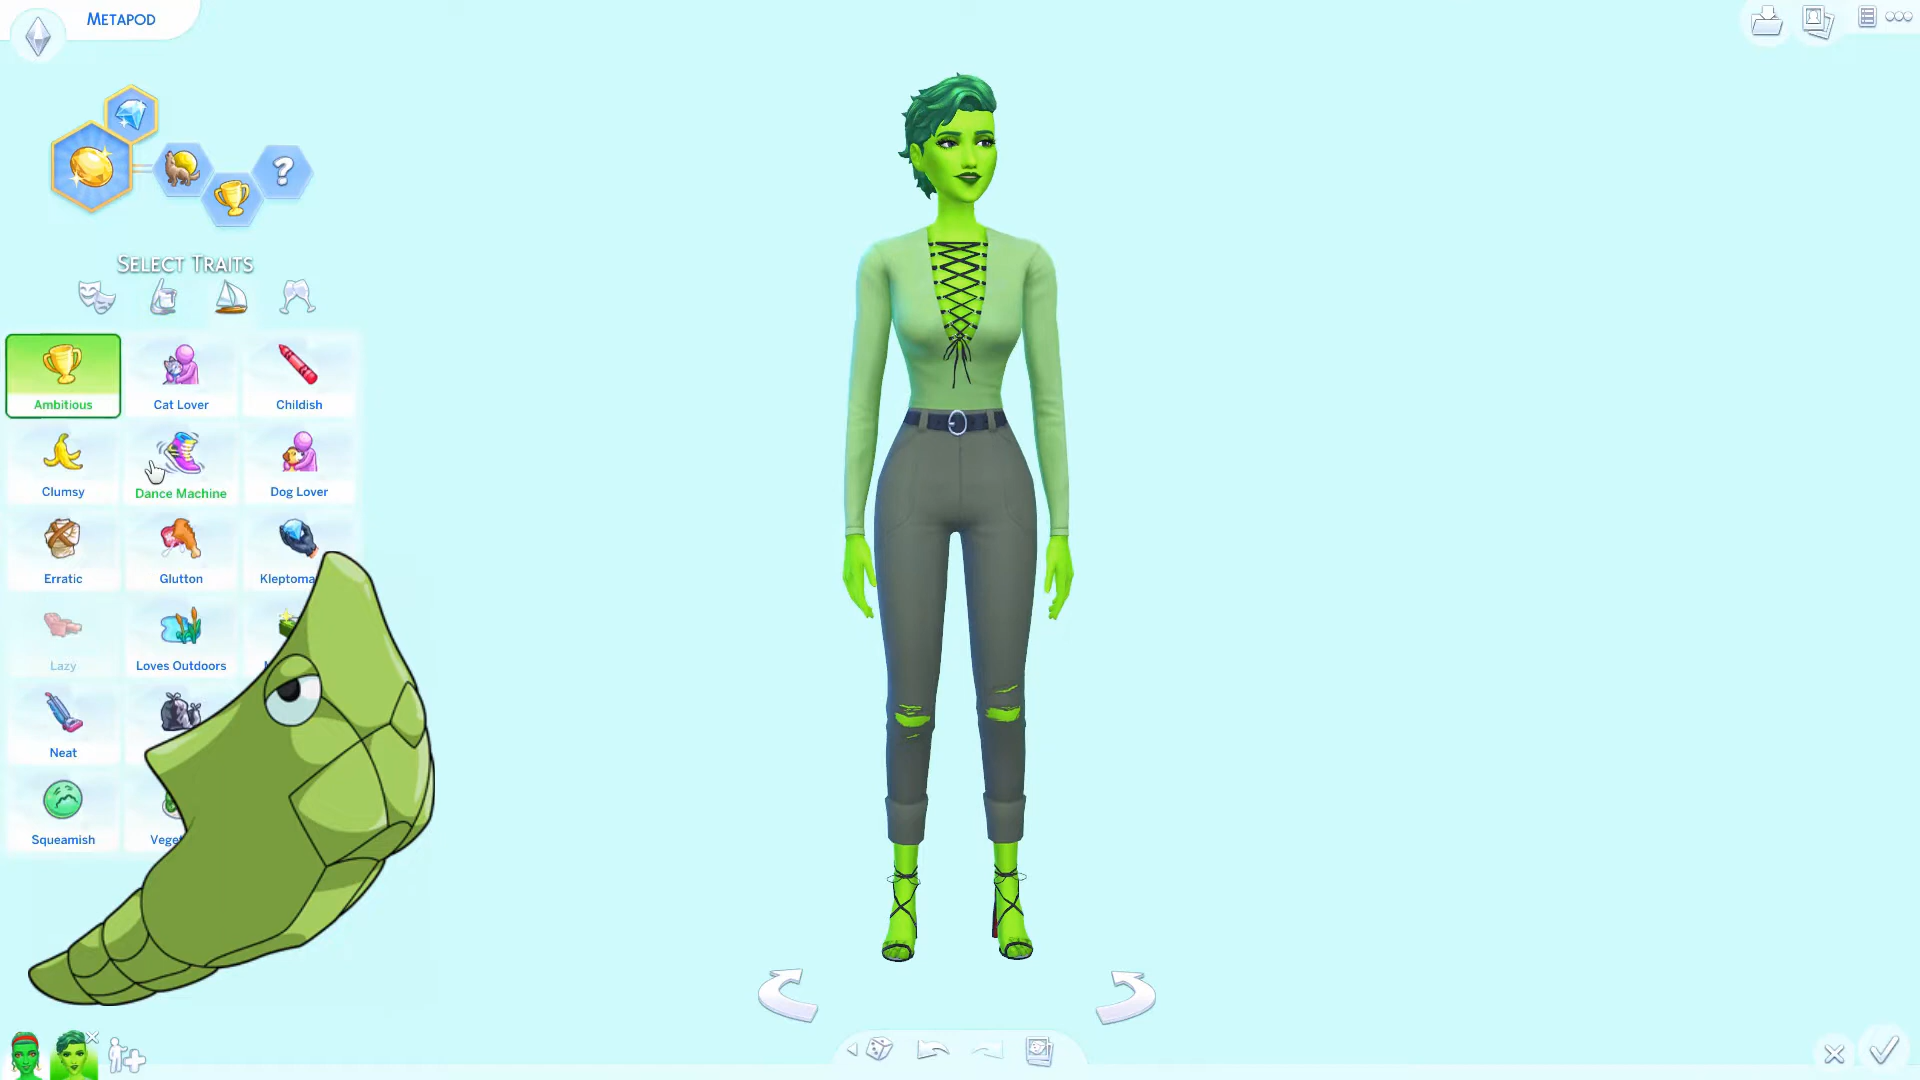 METAPOD
?
SELECT TRAITS
Ambitious
Cat Lover
Childish
Clumsy
Dance Machine
Dog Lover
Erratic
Glutton
Kleptoma
Lazy
Loves Outdoors
Neat
Squeamish
Veget